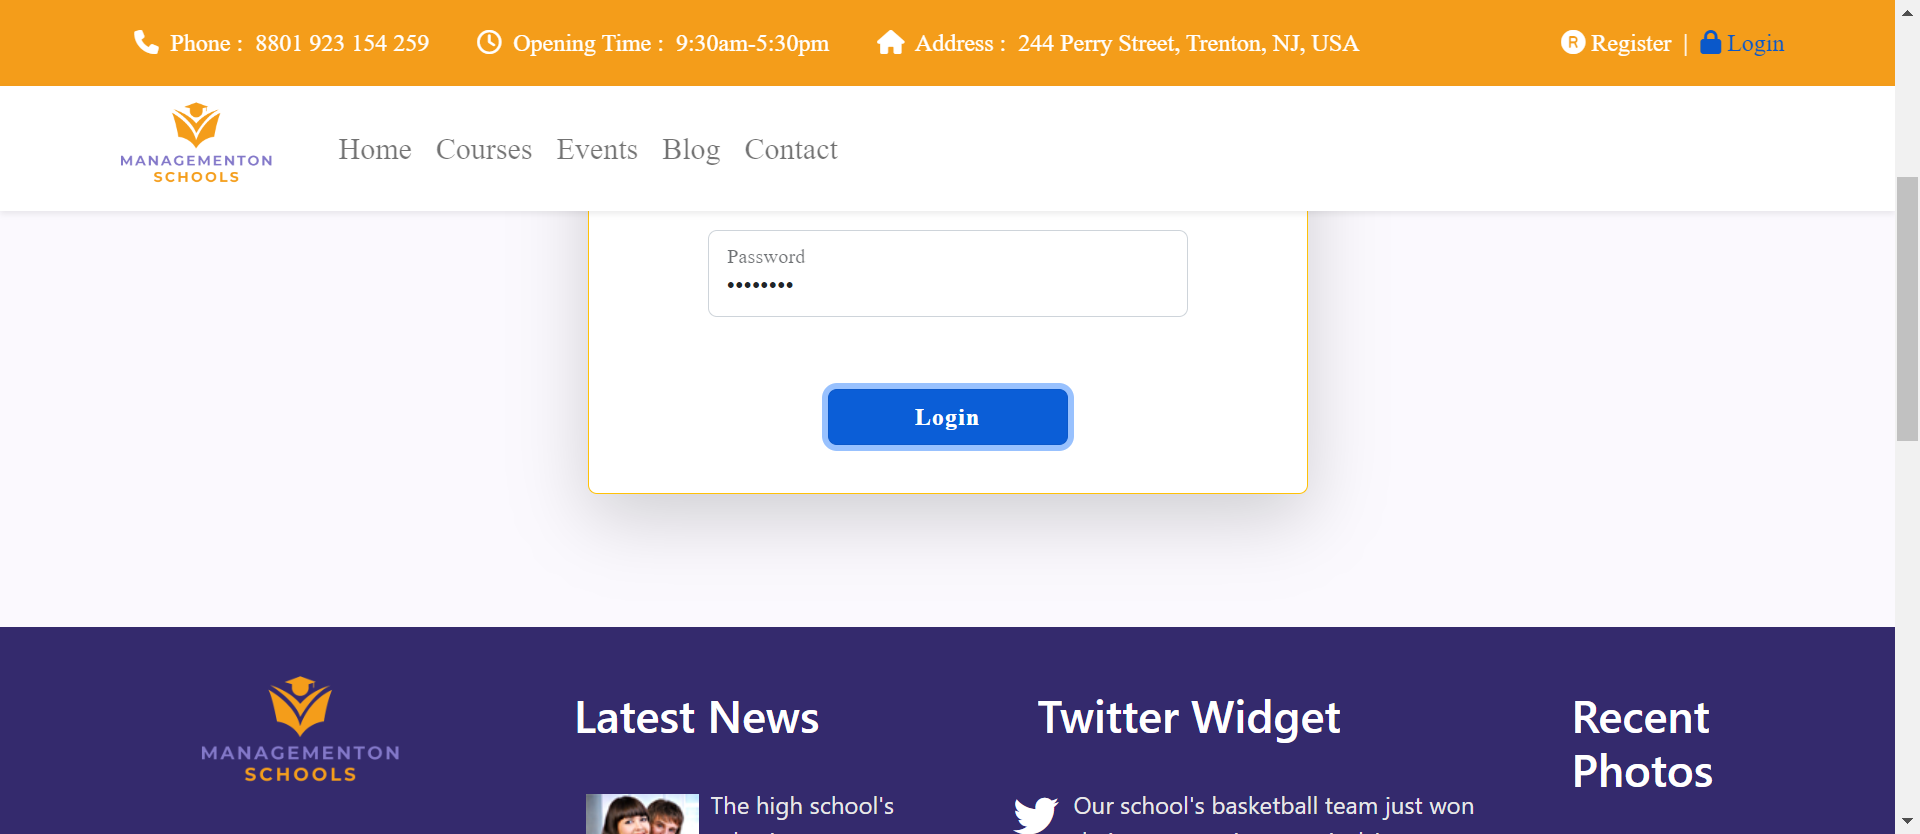 Phone : 8801 923 154 259 Opening Time : 9:30am-5:30pm Address : 244 Perry Street, Trenton, NJ, USA R Register | Login
MANAGEMENTON
SCHOOLS
Home Courses Events Blog Contact
Password
••••••••
Login
MANAGEMENTON
SCHOOLS
Latest News
The high school's
Twitter Widget
Our school's basketball team just won
Recent
Photos